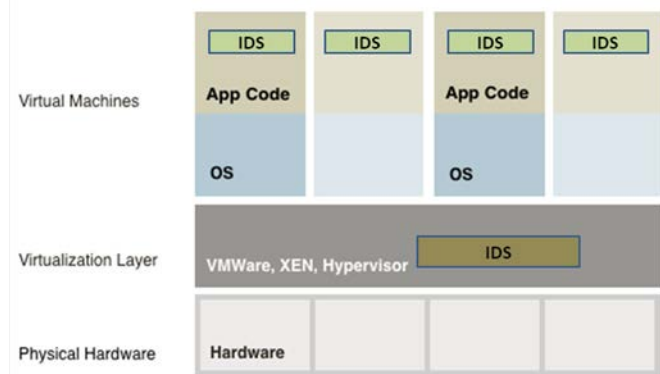 IDS IDS IDS IDS
Virtual Machines
App Code App Code
OS OS
Virtualization Layer
VMWare, XEN, Hypervisor
IDS
Physical Hardware
Hardware